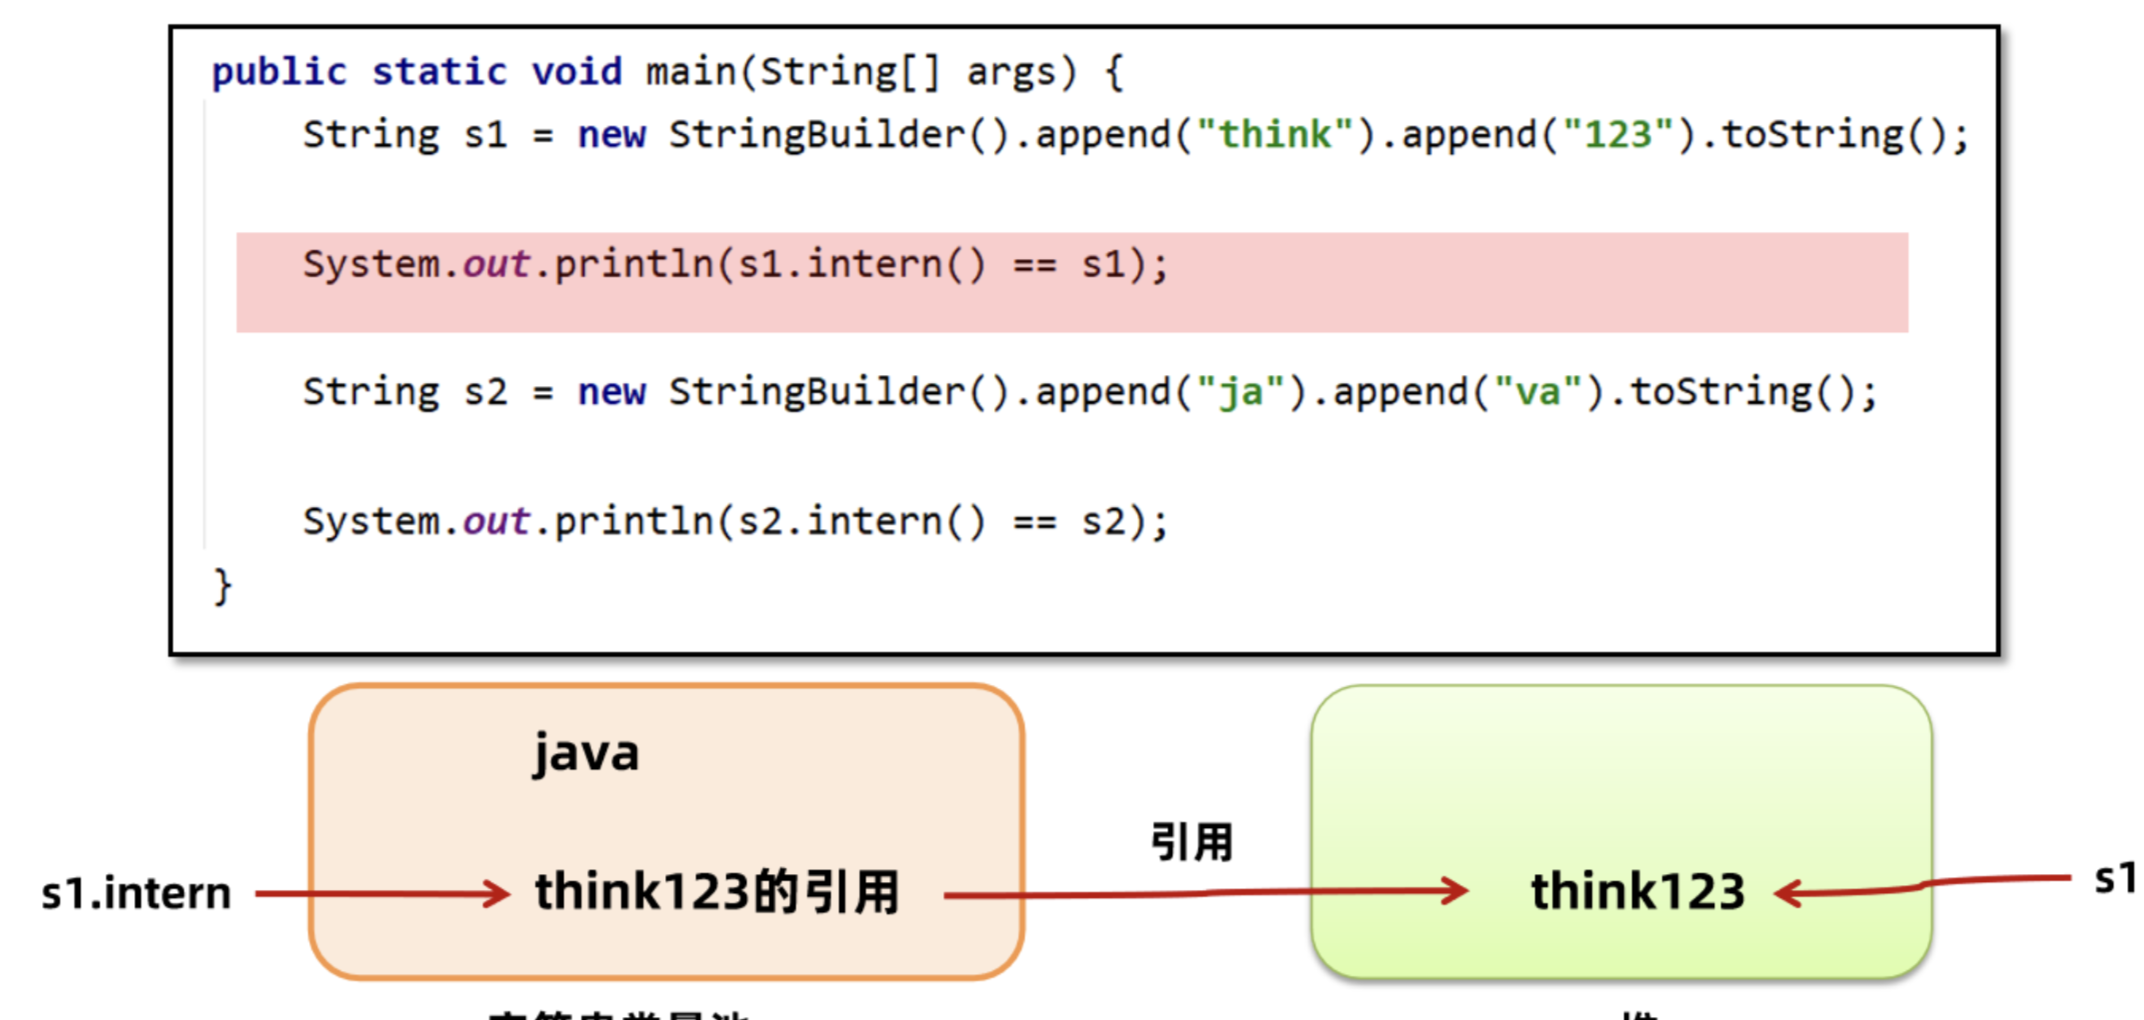 public static void main(String[] args) {
String s1 = new StringBuilder().append("think").append("123").toString();
System.out.println(s1.intern() == s1);
String s2 = new StringBuilder().append("ja").append("va").toString();
System.out.println(s2.intern() == s2);
}
java
引用
s1.intern
think123的引用
think123
s1